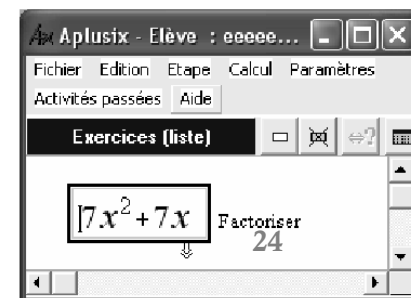 Aplusix - Elève : eeeee...
Fichier Edition Etape Calcul Paramètres
Activités passées Aide
Exercices (liste)
7x² + 7x Factoriser
24